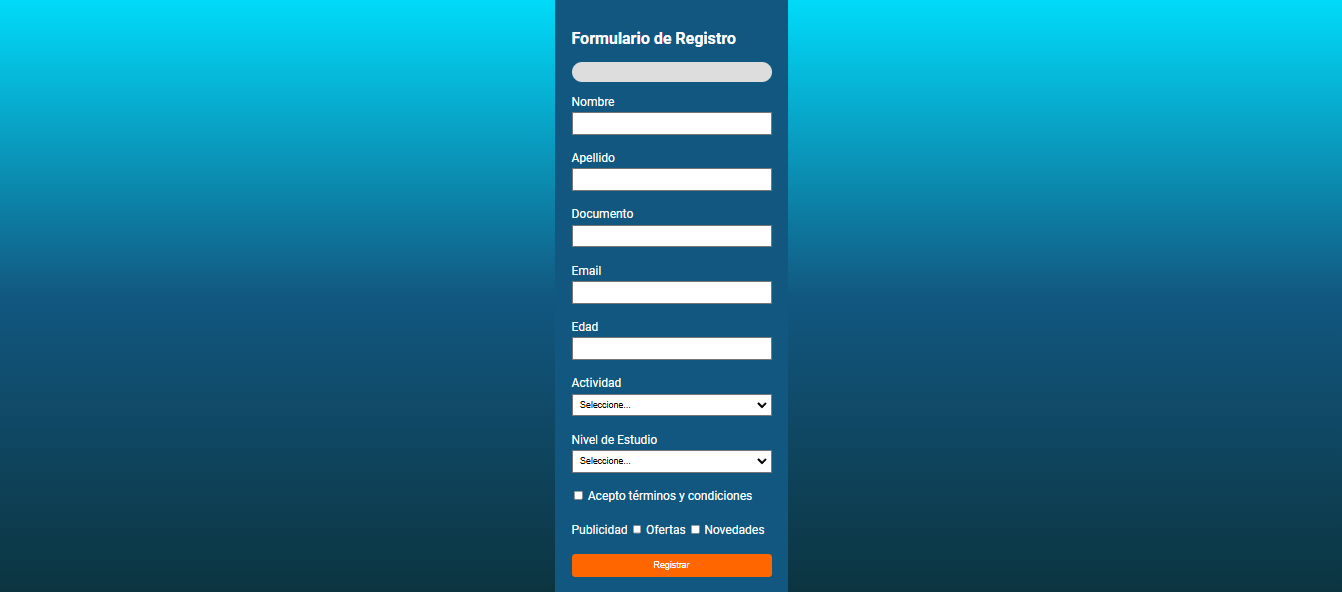 Formulario de Registro
Nombre
Apellido
Documento
Email
Edad
Actividad
Seleccione...
Nivel de Estudio
Seleccione...
Acepto términos y condiciones
Publicidad Ofertas Novedades
Registrar